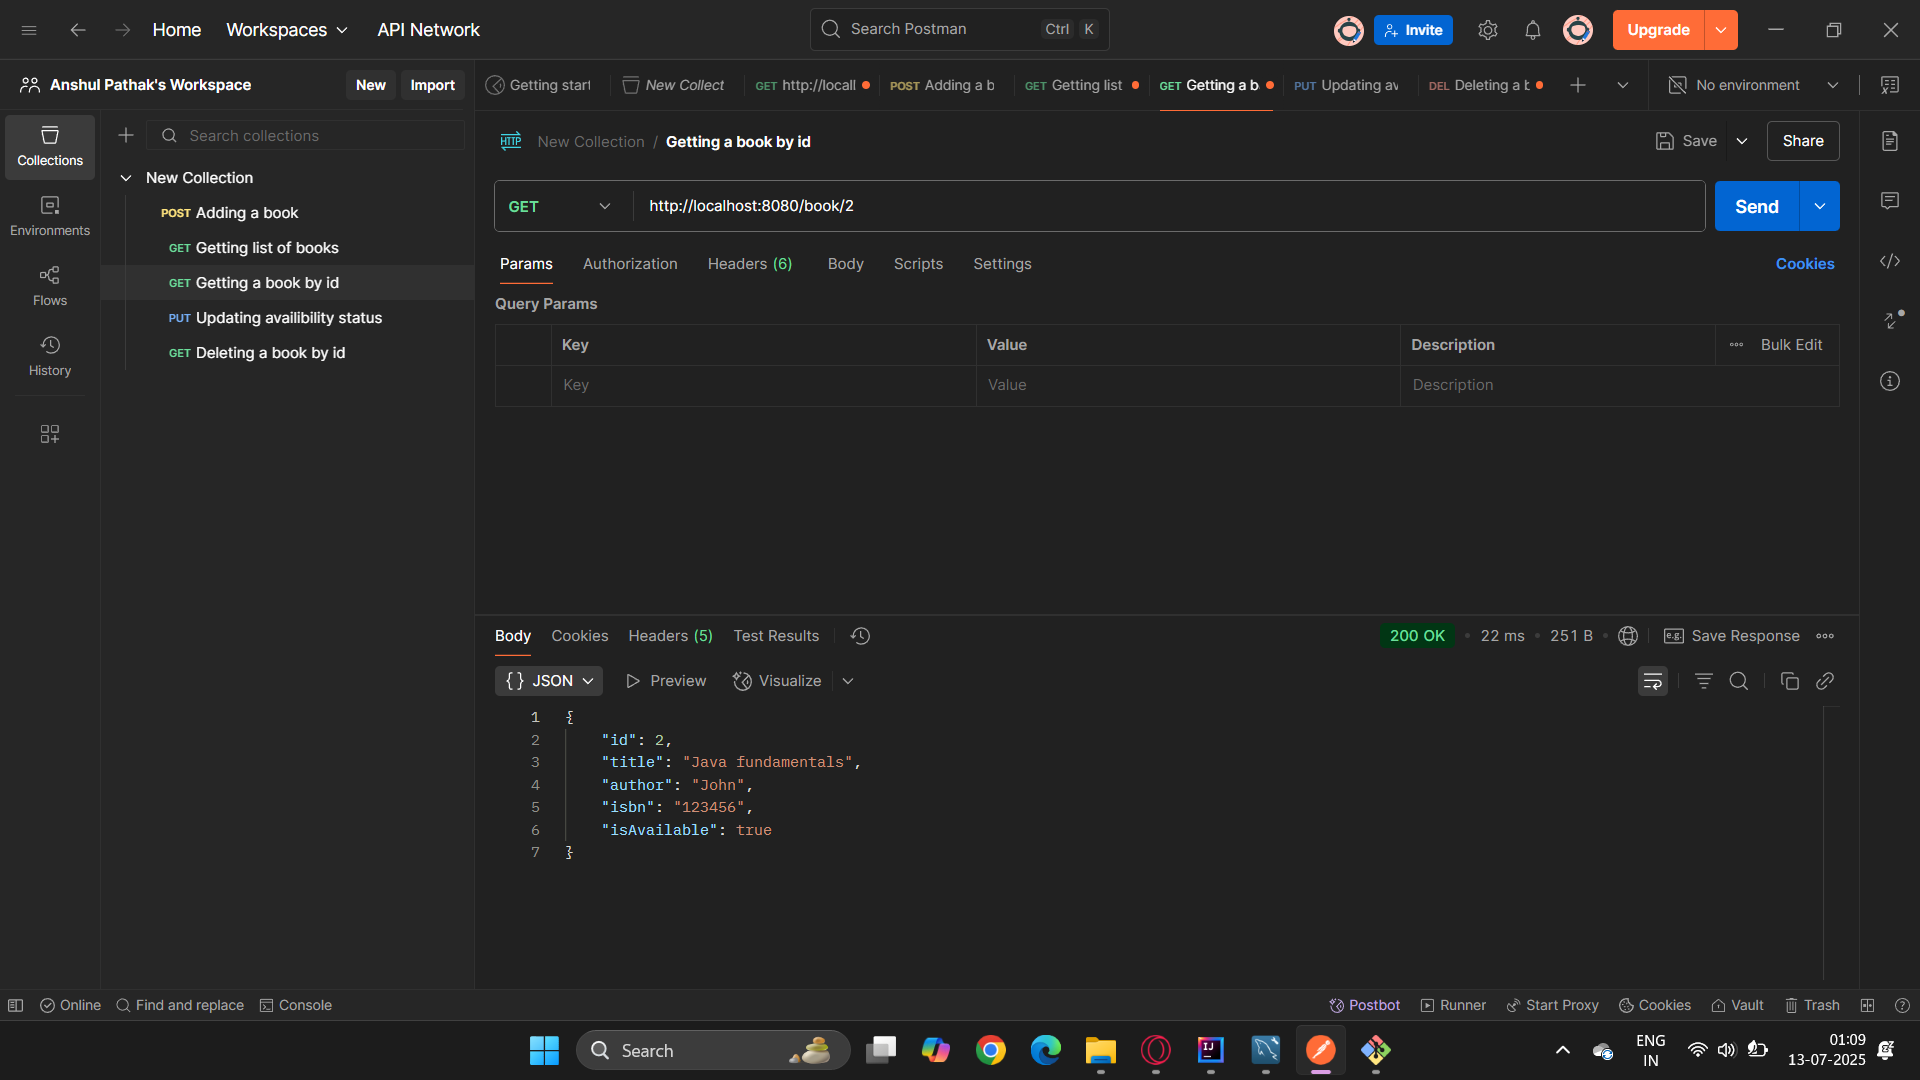 Home Workspaces API Network Search Postman Ctrl K Invite Upgrade
Anshul Pathak's Workspace New Import Getting start New Collect GET http://locall POST Adding a b GET Getting list GET Getting a b PUT Updating av DEL Deleting a b No environment
Collections
Environments
Flows
History
Search collections
New Collection
POST Adding a book
GET Getting list of books
GET Getting a book by id
PUT Updating availibility status
GET Deleting a book by id
HTTP New Collection / Getting a book by id Save Share
GET http://localhost:8080/book/2 Send
Params Authorization Headers (6) Body Scripts Settings Cookies
Query Params
Key Value Description Bulk Edit
Key Value Description
Body Cookies Headers (5) Test Results 200 OK 22 ms 251 B e.g. Save Response
{} JSON Preview Visualize
1 {
2 "id": 2,
3 "title": "Java fundamentals",
4 "author": "John",
5 "isbn": "123456",
6 "isAvailable": true
7 }
Online Find and replace Console Postbot Runner Start Proxy Cookies Vault Trash
Search IJ ENG IN 01:09 13-07-2025